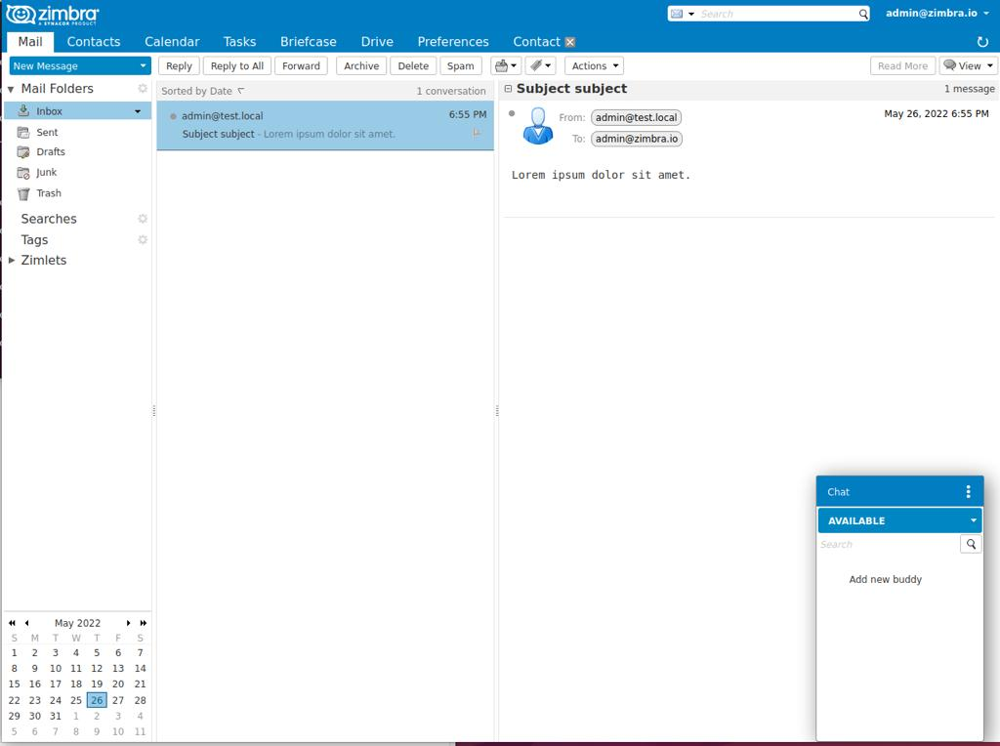 zimbra
A SYNACOR PRODUCT
Search
admin@zimbra.io
Mail
Contacts
Calendar
Tasks
Briefcase
Drive
Preferences
Contact
New Message
Reply
Reply to All
Forward
Archive
Delete
Spam
Actions
Read More
View
Mail Folders
Inbox
Sent
Drafts
Junk
Trash
Searches
Tags
Zimlets
Sorted by Date
1 conversation
admin@test.local
6:55 PM
Subject subject - Lorem ipsum dolor sit amet.
Subject subject
1 message
From: admin@test.local
May 26, 2022 6:55 PM
To: admin@zimbra.io
Lorem ipsum dolor sit amet.
Chat
AVAILABLE
Search
Add new buddy
May 2022
S M T W T F S
1 2 3 4 5 6 7
8 9 10 11 12 13 14
15 16 17 18 19 20 21
22 23 24 25 26 27 28
29 30 31 1 2 3 4
5 6 7 8 9 10 11